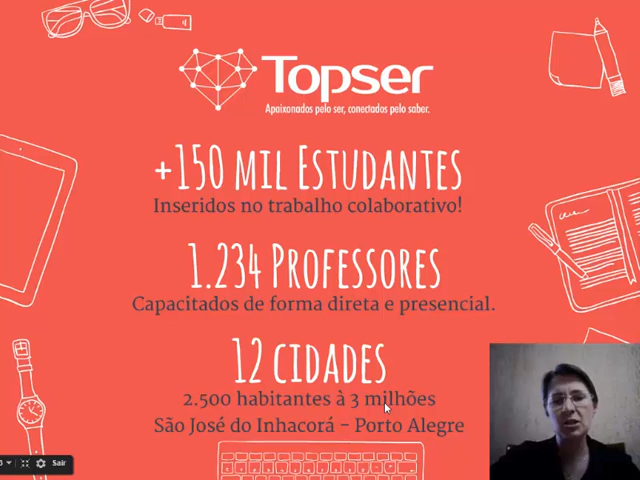 Topser
Apaixonados pelo ser, conectados pelo saber.
+150 mil Estudantes
Inseridos no trabalho colaborativo!
1.234 Professores
Capacitados de forma direta e presencial.
12 cidades
2.500 habitantes à 3 milhões
São José do Inhacorá - Porto Alegre
Sair